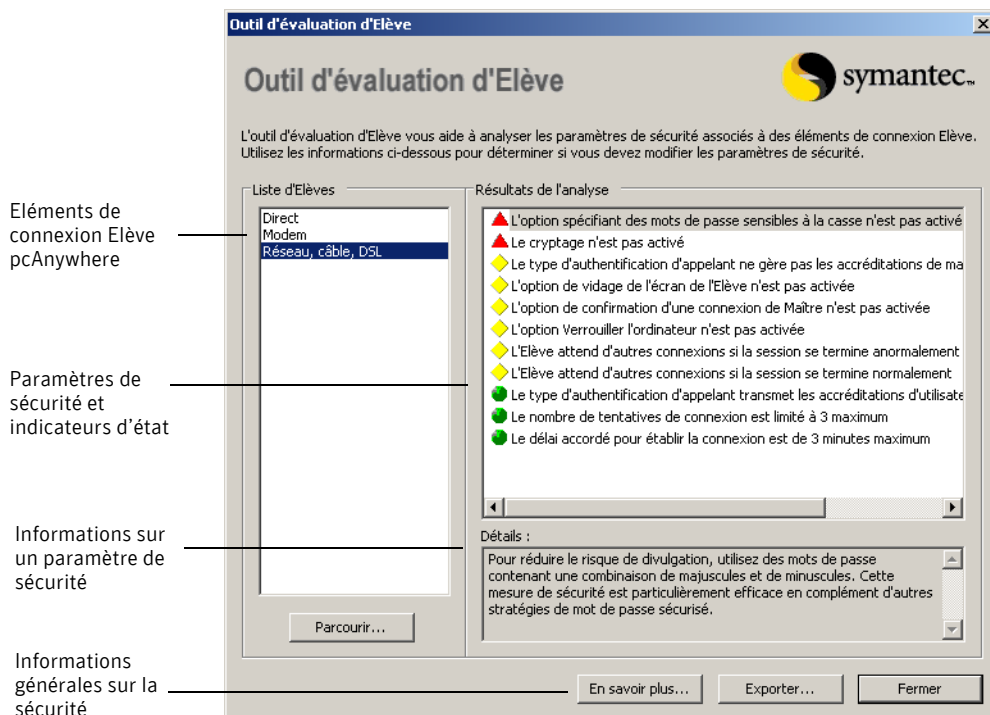 Outil d'évaluation d'Elève
Outil d'évaluation d'Elève
symantec™
L'outil d'évaluation d'Elève vous aide à analyser les paramètres de sécurité associés à des éléments de connexion Elève.
Utilisez les informations ci-dessous pour déterminer si vous devez modifier les paramètres de sécurité.
Eléments de
connexion Elève
pcAnywhere
Liste d'Elèves
Direct
Modem
Réseau, câble, DSL
Parcourir...
Paramètres de
sécurité et
indicateurs d’état
Résultats de l'analyse
L'option spécifiant des mots de passe sensibles à la casse n'est pas activé
Le cryptage n'est pas activé
Le type d'authentification d'appelant ne gère pas les accréditations de ma
L'option de vidage de l'écran de l'Elève n'est pas activée
L'option de confirmation d'une connexion de Maître n'est pas activée
L'option Verrouiller l'ordinateur n'est pas activée
L'Elève attend d'autres connexions si la session se termine anormalement
L'Elève attend d'autres connexions si la session se termine normalement
Le type d'authentification d'appelant transmet les accréditations d'utilisate
Le nombre de tentatives de connexion est limité à 3 maximum
Le délai accordé pour établir la connexion est de 3 minutes maximum
Informations sur
un paramètre de
sécurité
Détails :
Pour réduire le risque de divulgation, utilisez des mots de passe
contenant une combinaison de majuscules et de minuscules. Cette
mesure de sécurité est particulièrement efficace en complément d'autres
stratégies de mot de passe sécurisé.
Informations
générales sur la
sécurité
En savoir plus...
Exporter...
Fermer